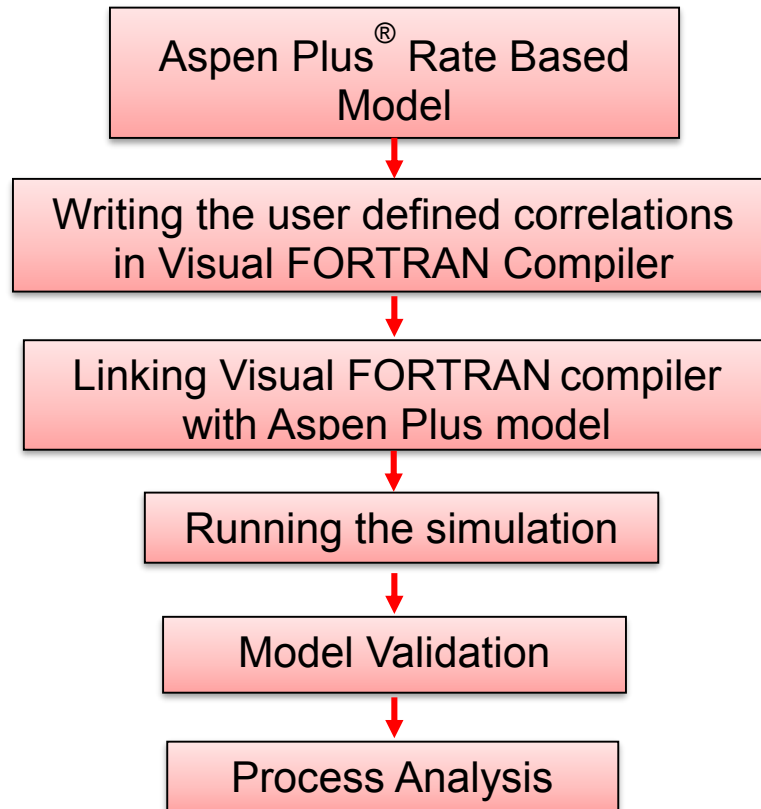 Aspen Plus® Rate Based
Model
Writing the user defined correlations
in Visual FORTRAN Compiler
Linking Visual FORTRAN compiler
with Aspen Plus model
Running the simulation
Model Validation
Process Analysis